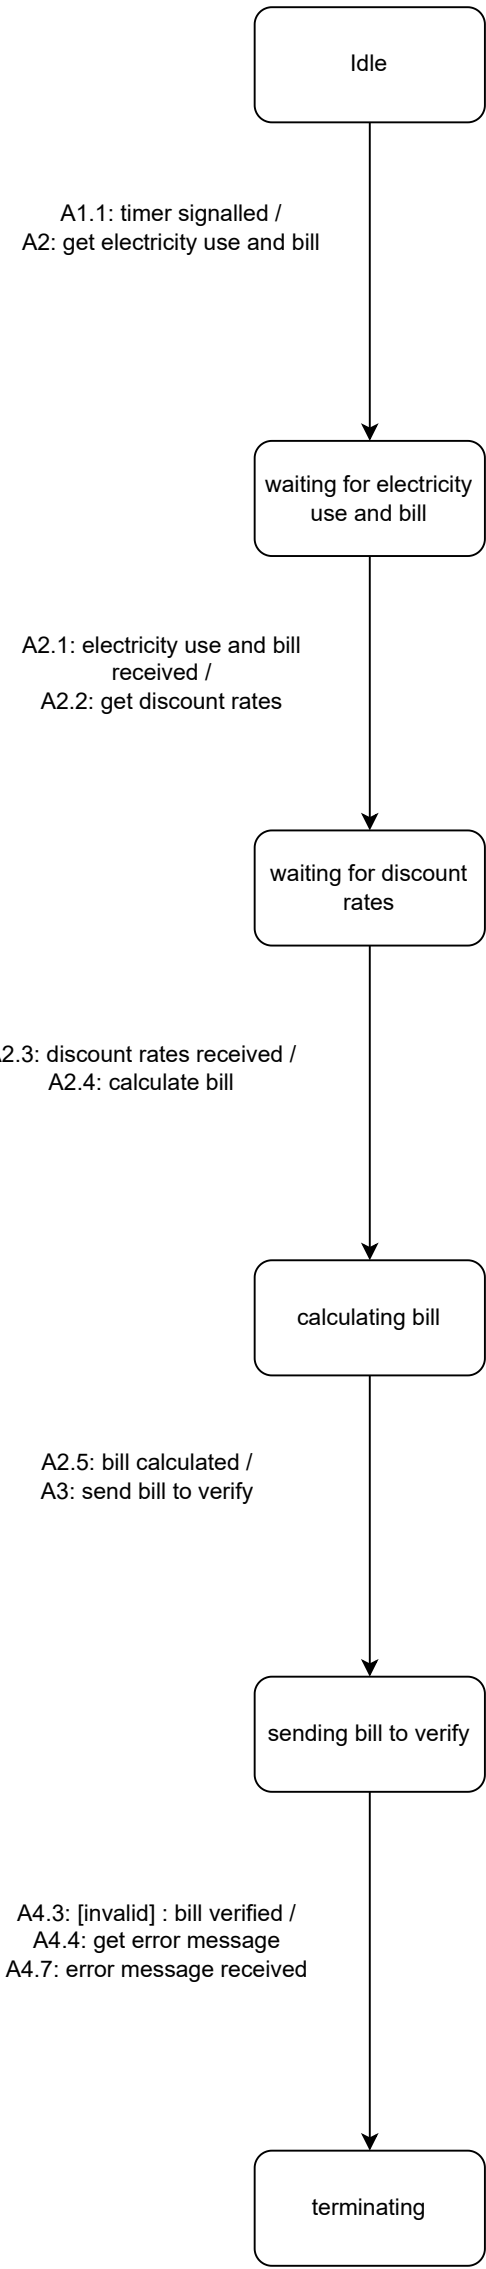 Idle
A1.1: timer signalled /
A2: get electricity use and bill
waiting for electricity
use and bill
A2.1: electricity use and bill
received /
A2.2: get discount rates
waiting for discount
rates
2.3: discount rates received /
A2.4: calculate bill
calculating bill
A2.5: bill calculated /
A3: send bill to verify
sending bill to verify
A4.3: [invalid] : bill verified /
A4.4: get error message
A4.7: error message received
terminating